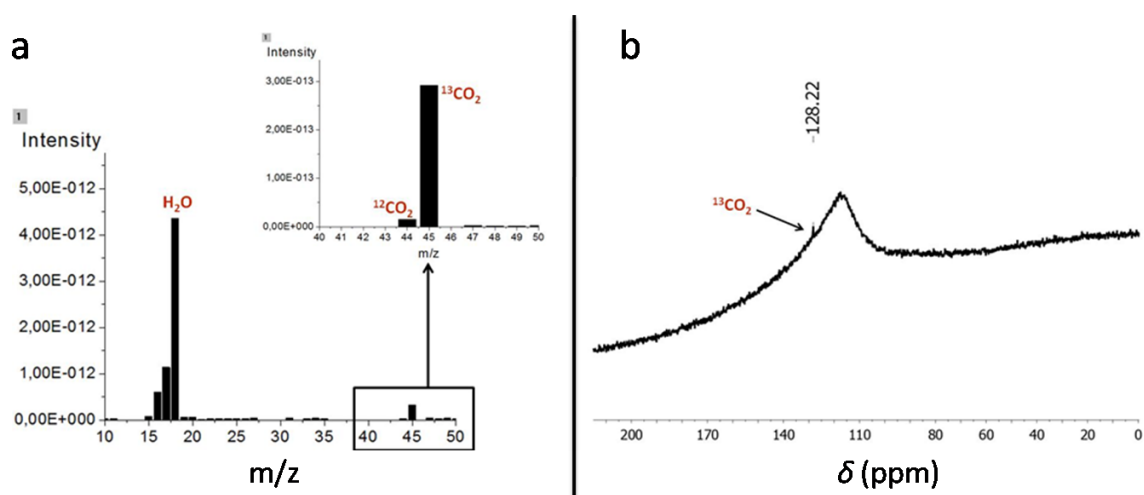 a
1
Intensity
5,00E-012
4,00E-012
3,00E-012
2,00E-012
1,00E-012
0,00E+000
H₂O
10 15 20 25 30 35 40 45 50
m/z
1
Intensity
3,00E-013
2,00E-013
1,00E-013
0,00E+000
¹³CO₂
¹²CO₂
40 41 42 43 44 45 46 47 48 49 50
m/z
b
-128.22
¹³CO₂
200 170 140 110 80 60 40 20 0
δ (ppm)